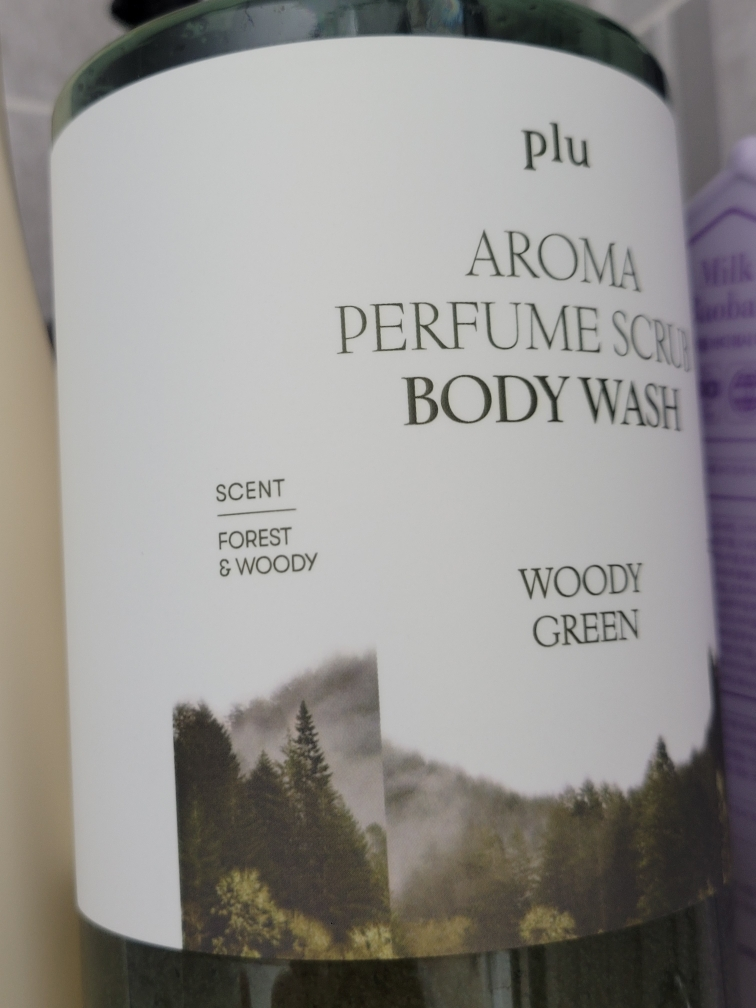 plu
AROMA
PERFUME SCRUB
BODY WASH
SCENT
FOREST
& WOODY
WOODY
GREEN
Milk